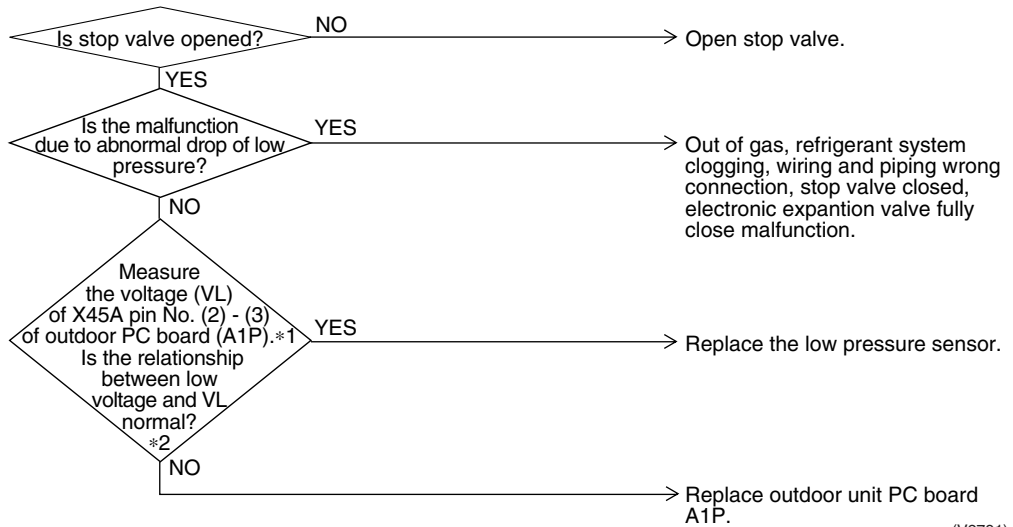 Is stop valve opened?
NO
Open stop valve.
YES
Is the malfunction
due to abnormal drop of low
pressure?
YES
Out of gas, refrigerant system
clogging, wiring and piping wrong
connection, stop valve closed,
electronic expantion valve fully
close malfunction.
NO
Measure
the voltage (VL)
of X45A pin No. (2) - (3)
of outdoor PC board (A1P).*1
Is the relationship
between low
voltage and VL
normal?
*2
YES
Replace the low pressure sensor.
NO
Replace outdoor unit PC board
A1P.